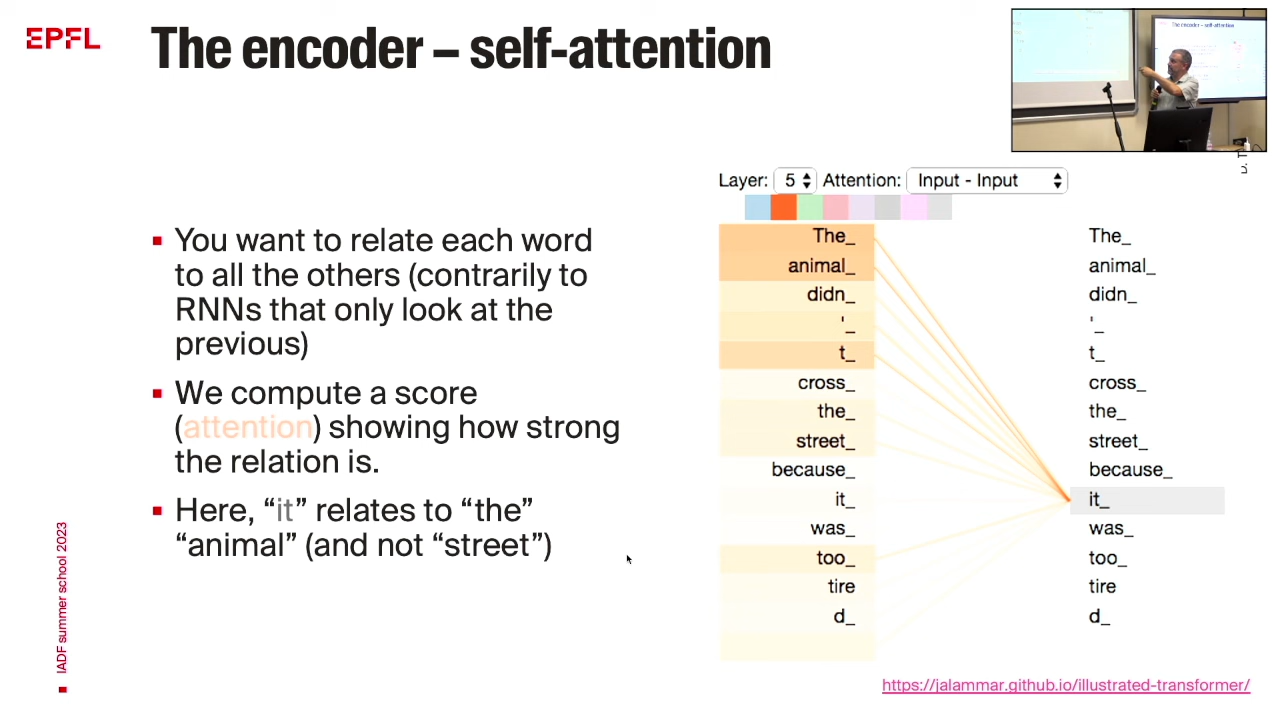 EPFL
The encoder – self-attention
The encoder – self-attention
▪ You want to relate each word
to all the others (contrarily to
RNNs that only look at the
previous)
▪ We compute a score
(attention) showing how strong
the relation is.
▪ Here, “it” relates to “the”
“animal” (and not “street”)
Layer: 5 Attention: Input - Input
The_ The_
animal_ animal_
didn_ didn_
'_ '_
t_ t_
cross_ cross_
the_ the_
street_ street_
because_ because_
it_ it_
was_ was_
too_ too_
tire tire
d_ d_
https://jalammar.github.io/illustrated-transformer/
IADF summer school 2023